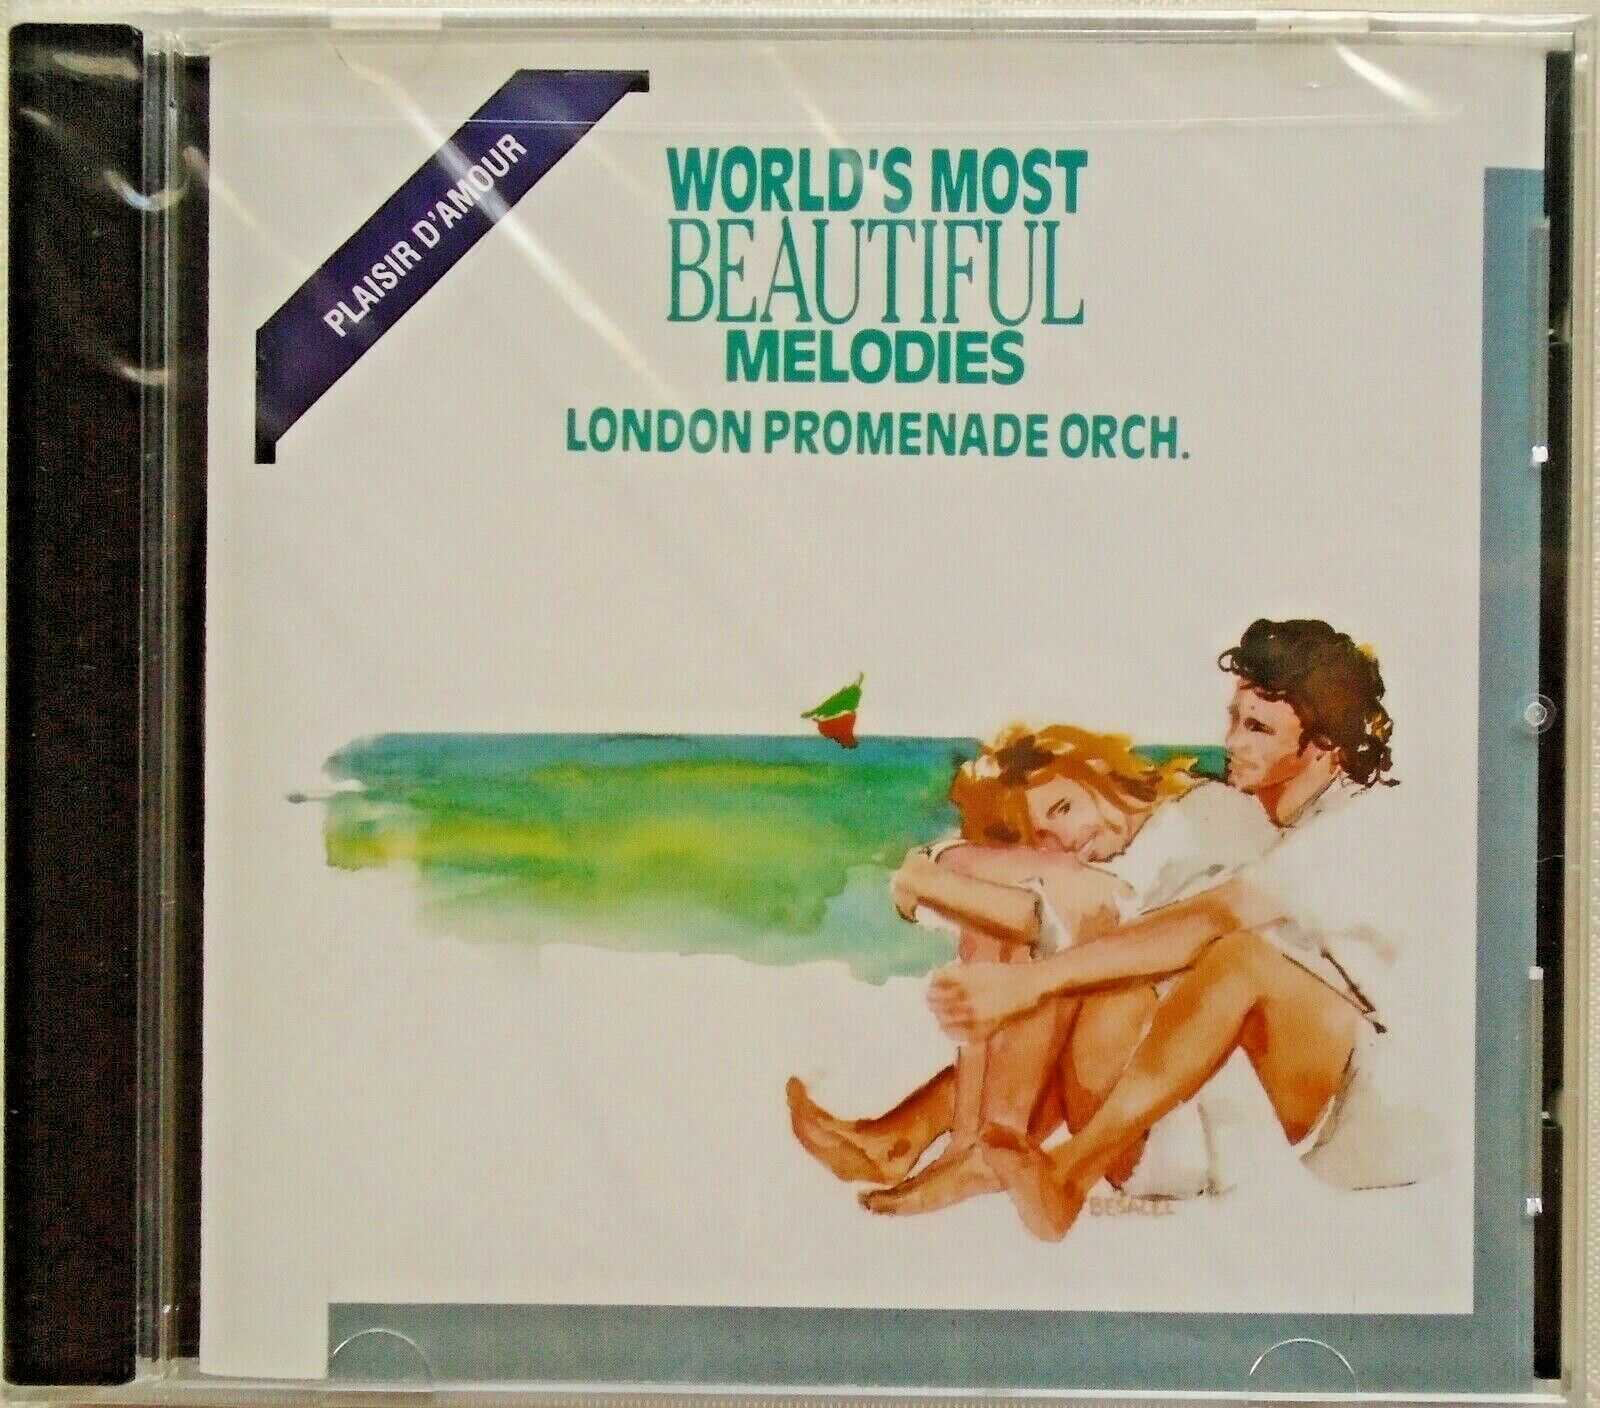 PLAISIR D'AMOUR
WORLD'S MOST
BEAUTIFUL
MELODIES
LONDON PROMENADE ORCH.